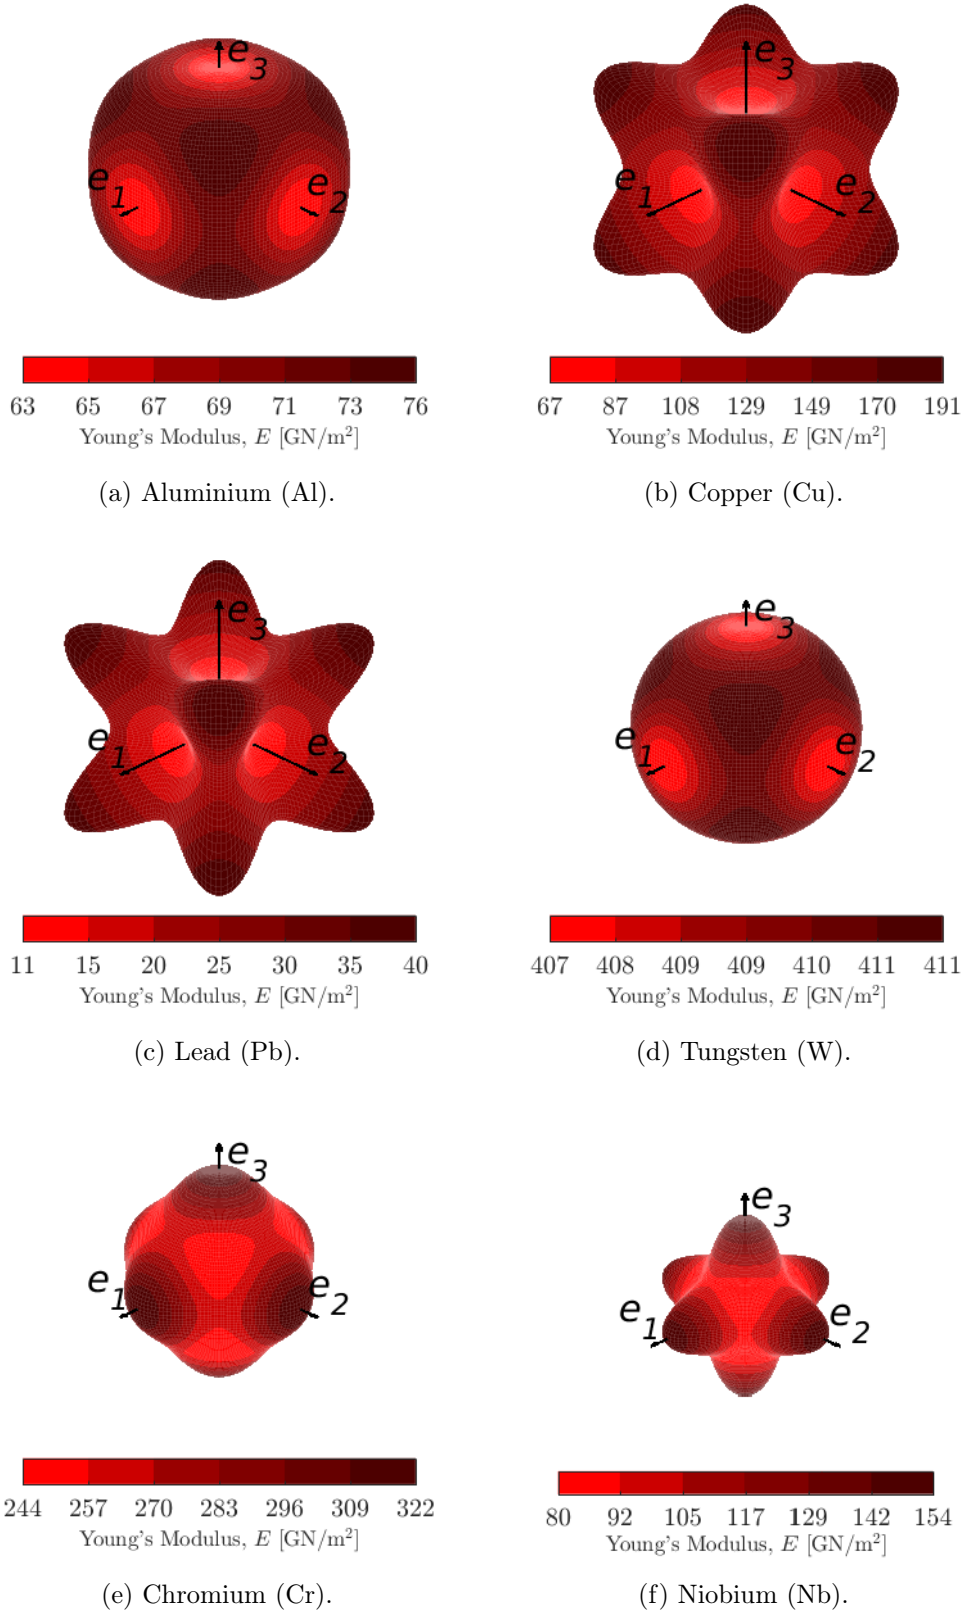 e3
e1
e2
63 65 67 69 71 73 76
Young's Modulus, E [GN/m²]
(a) Aluminium (Al).
e3
e1
e2
67 87 108 129 149 170 191
Young's Modulus, E [GN/m²]
(b) Copper (Cu).
e3
e1
e2
11 15 20 25 30 35 40
Young's Modulus, E [GN/m²]
(c) Lead (Pb).
e3
e1
e2
407 408 409 409 410 411 411
Young's Modulus, E [GN/m²]
(d) Tungsten (W).
e3
e1
e2
244 257 270 283 296 309 322
Young's Modulus, E [GN/m²]
(e) Chromium (Cr).
e3
e1
e2
80 92 105 117 129 142 154
Young's Modulus, E [GN/m²]
(f) Niobium (Nb).